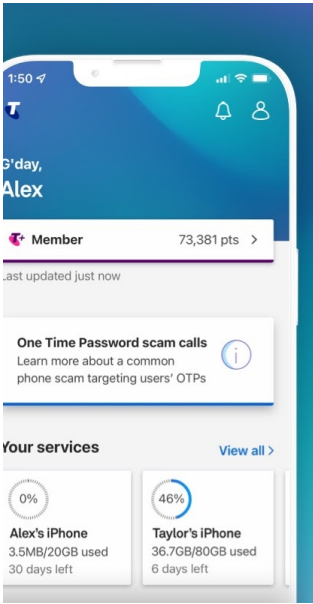 1:50
G'day,
Alex
T+ Member 73,381 pts
Last updated just now
One Time Password scam calls
Learn more about a common
phone scam targeting users' OTPs
Your services View all
0% 46%
Alex's iPhone Taylor's iPhone
3.5MB/20GB used 36.7GB/80GB used
30 days left 6 days left